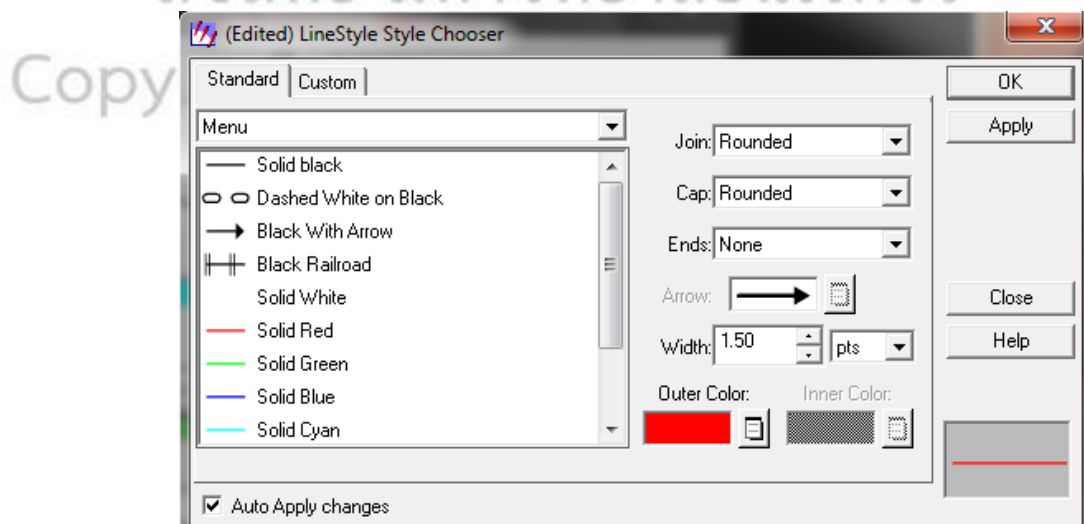 Copy
(Edited) LineStyle Style Chooser
Standard
Custom
Menu
Solid black
Dashed White on Black
Black With Arrow
Black Railroad
Solid White
Solid Red
Solid Green
Solid Blue
Solid Cyan
Join: Rounded
Cap: Rounded
Ends: None
Arrow:
Width: 1.50 pts
Outer Color:
Inner Color:
OK
Apply
Close
Help
Auto Apply changes